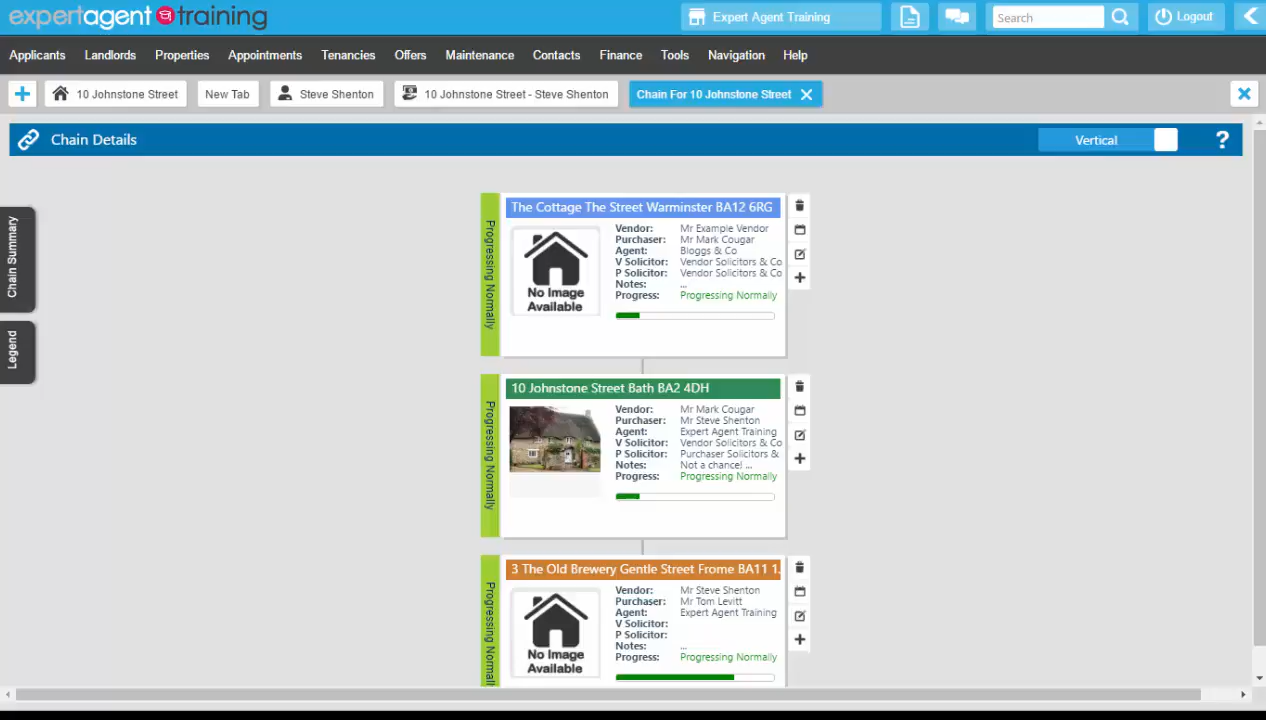 expertagent training
Expert Agent Training
Search
Logout
Applicants Landlords Properties Appointments Tenancies Offers Maintenance Contacts Finance Tools Navigation Help
10 Johnstone Street New Tab Steve Shenton 10 Johnstone Street - Steve Shenton Chain For 10 Johnstone Street
Chain Details
Vertical
?
Chain Summary
Legend
Progressing Normally
The Cottage The Street Warminster BA12 6RG
No Image
Available
Vendor: Mr Example Vendor
Purchaser: Mr Mark Cougar
Agent: Bloggs & Co
V Solicitor: Vendor Solicitors & Co
P Solicitor: Vendor Solicitors & Co
Notes: ...
Progress: Progressing Normally
Progressing Normally
10 Johnstone Street Bath BA2 4DH
Vendor: Mr Mark Cougar
Purchaser: Mr Steve Shenton
Agent: Expert Agent Training
V Solicitor: Vendor Solicitors & Co
P Solicitor: Purchaser Solicitors &
Notes: Not a chance! ...
Progress: Progressing Normally
Progressing Normall
3 The Old Brewery Gentle Street Frome BA11 1.
No Image
Available
Vendor: Mr Steve Shenton
Purchaser: Mr Tom Levitt
Agent: Expert Agent Training
V Solicitor:
P Solicitor:
Notes: ...
Progress: Progressing Normally